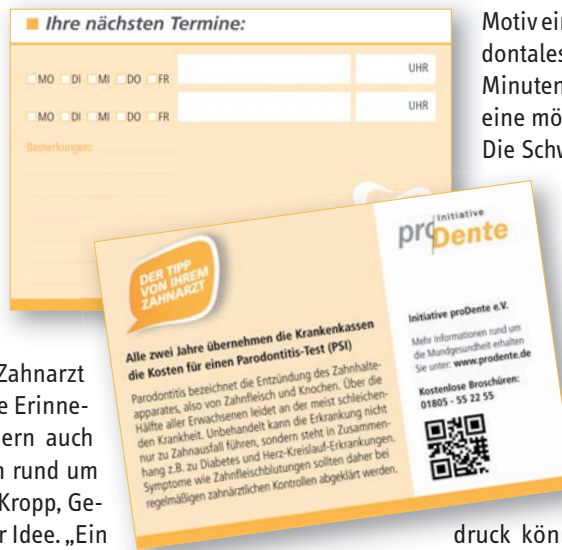 Ihre nächsten Termine:
MO DI MI DO FR UHR
MO DI MI DO FR UHR
Bemerkungen:
Motiv ein
dontales
Minuten
eine mö
Die Schw
DER TIPP
VON IHREM
ZAHNARZT
Alle zwei Jahre übernehmen die Krankenkassen
die Kosten für einen Parodontitis-Test (PSI)
Parodontitis bezeichnet die Entzündung des Zahnhalte-
apparates, also von Zahnfleisch und Knochen. Über die
Hälfte aller Erwachsenen leidet an der meist schleichen-
den Krankheit. Unbehandelt kann die Erkrankung nicht
nur zu Zahnausfall führen, sondern steht in Zusammen-
hang z.B. zu Diabetes und Herz-Kreislauf-Erkrankungen.
Symptome wie Zahnfleischblutungen sollten daher bei
regelmäßigen zahnärztlichen Kontrollen abgeklärt werden.
Initiative
proDente
Initiative proDente e.V.
Mehr Informationen rund um
die Mundgesundheit erhalten
Sie unter: www.prodente.de
Kostenlose Broschüren:
01805 - 55 22 55
Zahnarzt
e Erinne-
ern auch
n rund um
Kropp, Ge-
r Idee. „Ein
druck kön